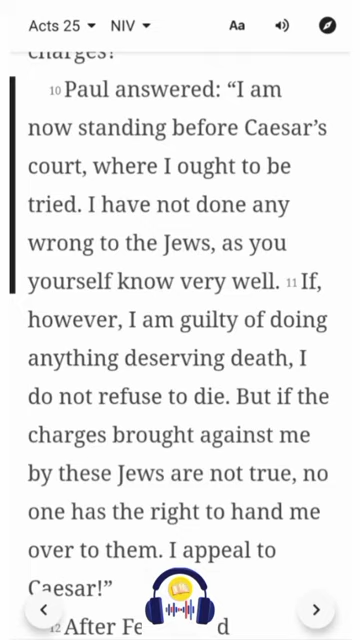 Acts 25 NIV Aa
charges?
10 Paul answered: “I am
now standing before Caesar’s
court, where I ought to be
tried. I have not done any
wrong to the Jews, as you
yourself know very well. 11 If,
however, I am guilty of doing
anything deserving death, I
do not refuse to die. But if the
charges brought against me
by these Jews are not true, no
one has the right to hand me
over to them. I appeal to
Caesar!”
12 After